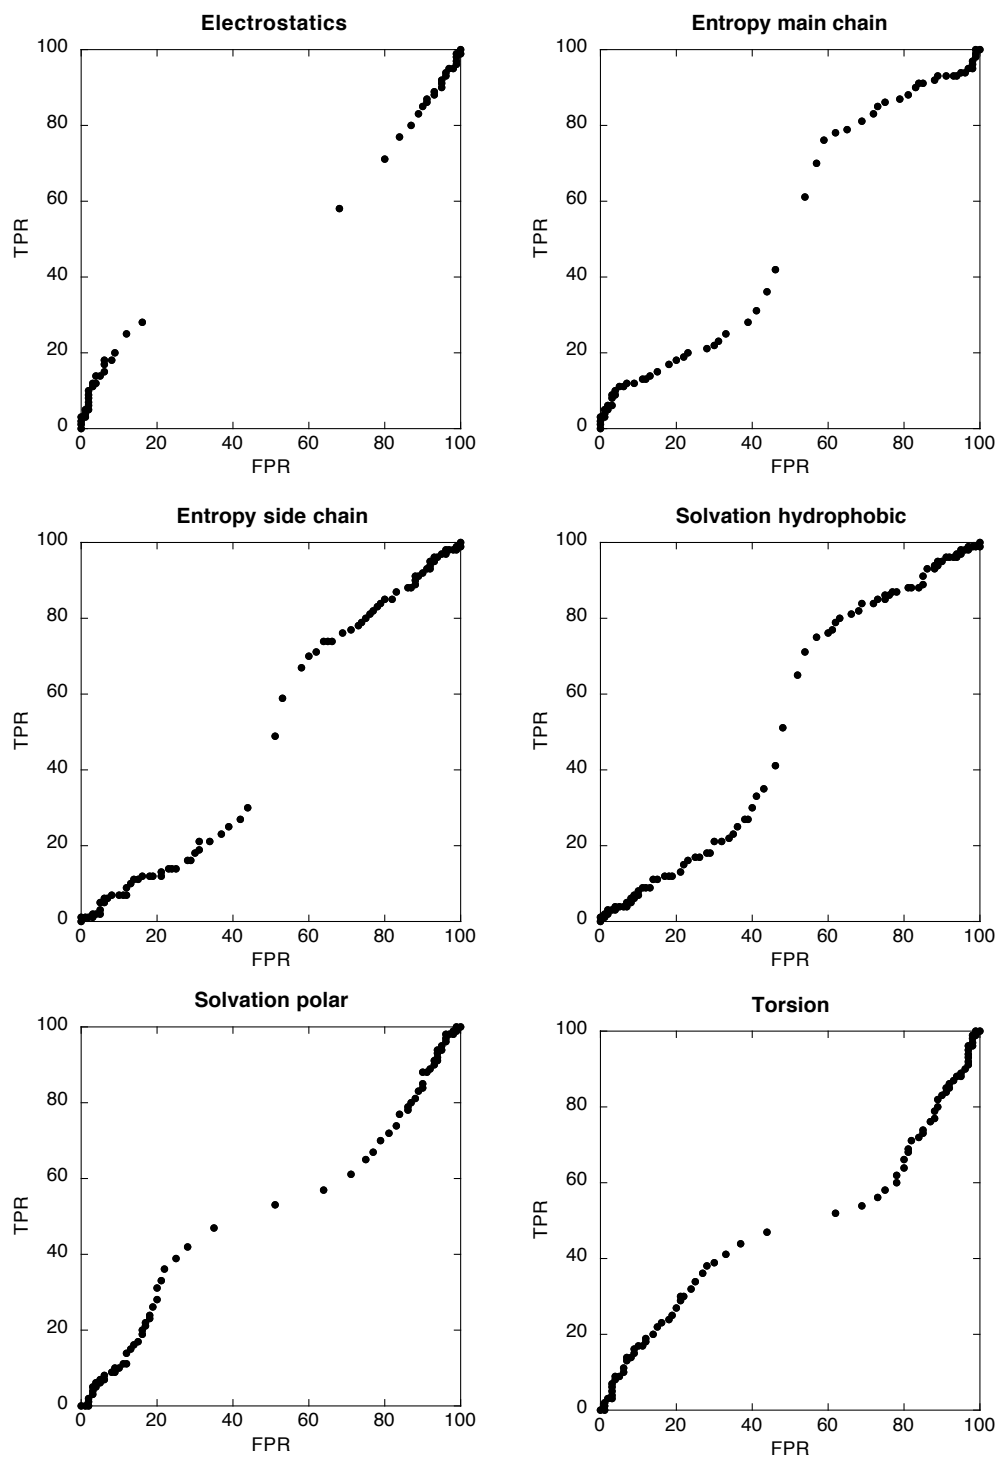 Electrostatics
100
80
60
40
20
0
TPR
0 20 40 60 80 100
FPR
Entropy main chain
100
80
60
40
20
0
TPR
0 20 40 60 80 100
FPR
Entropy side chain
100
80
60
40
20
0
TPR
0 20 40 60 80 100
FPR
Solvation hydrophobic
100
80
60
40
20
0
TPR
0 20 40 60 80 100
FPR
Solvation polar
100
80
60
40
20
0
TPR
0 20 40 60 80 100
FPR
Torsion
100
80
60
40
20
0
TPR
0 20 40 60 80 100
FPR